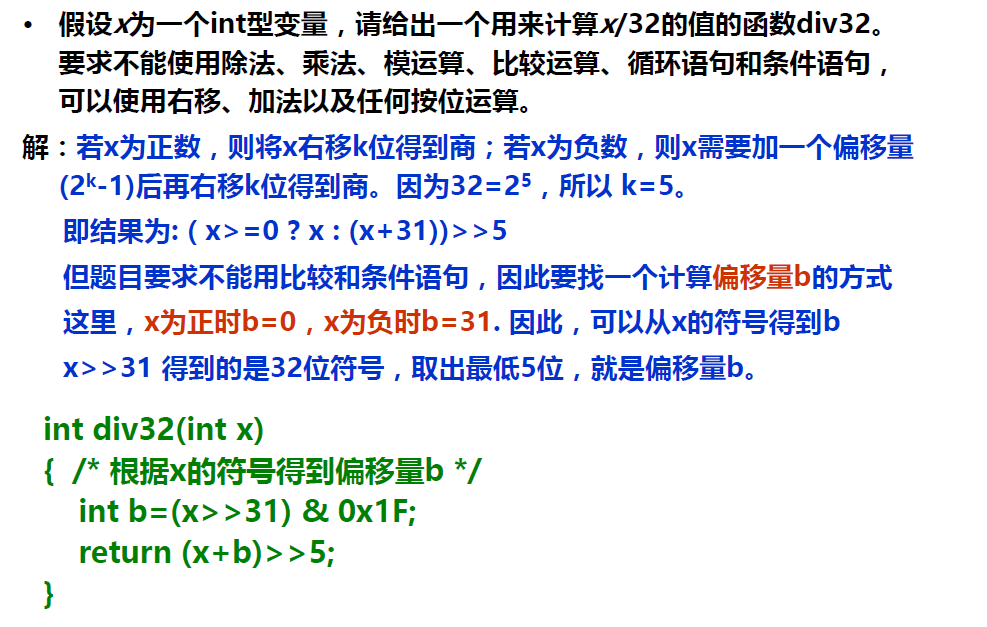 • 假设x为一个int型变量，请给出一个用来计算x/32的值的函数div32。
要求不能使用除法、乘法、模运算、比较运算、循环语句和条件语句，
可以使用右移、加法以及任何按位运算。
解：若x为正数，则将x右移k位得到商；若x为负数，则x需要加一个偏移量
(2ᵏ-1)后再右移k位得到商。因为32=2⁵，所以 k=5。
即结果为: ( x>=0 ? x : (x+31))>>5
但题目要求不能用比较和条件语句，因此要找一个计算偏移量b的方式
这里，x为正时b=0，x为负时b=31. 因此，可以从x的符号得到b
x>>31 得到的是32位符号，取出最低5位，就是偏移量b。
int div32(int x)
{ /* 根据x的符号得到偏移量b */
int b=(x>>31) & 0x1F;
return (x+b)>>5;
}